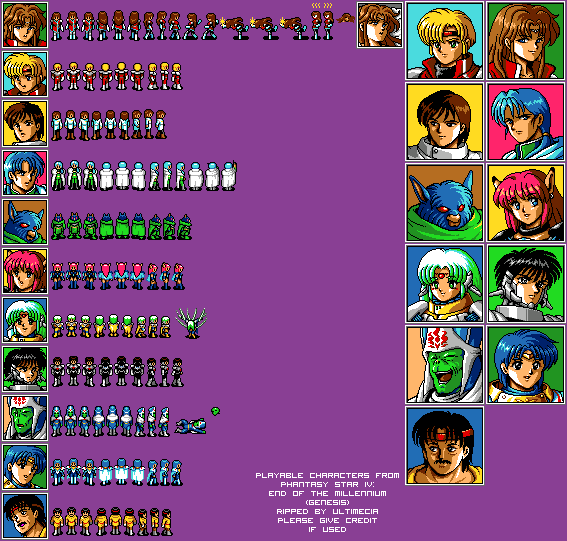 PLAYABLE CHARACTERS FROM
PHANTASY STAR IV:
END OF THE MILLENNIUM
(GENESIS)
RIPPED BY ULTIMECIA
PLEASE GIVE CREDIT
IF USED